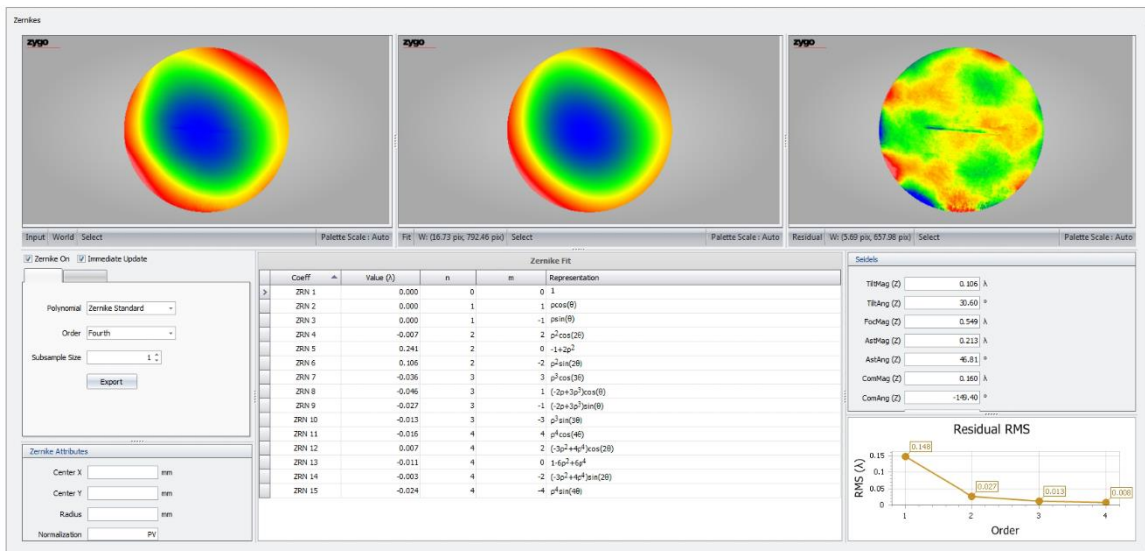 Zernikes
zygo
zygo
zygo
Input World Select Palette Scale: Auto
Fit W: (16.73 pix, 792.46 pix) Select Palette Scale: Auto
Residual W: (5.69 pix, 657.98 pix) Select Palette Scale: Auto
Zernike On Immediate Update
Polynomial Zernike Standard
Order Fourth
Subsample Size 1
Export
Zernike Attributes
Center X mm
Center Y mm
Radius mm
Normalization PV
Zernike Fit
Coeff Value (λ) n m Representation
ZRN 1 0.000 0 0 1
ZRN 2 0.000 1 1 ρcos(θ)
ZRN 3 0.000 1 -1 ρsin(θ)
ZRN 4 -0.007 2 2 ρ²cos(2θ)
ZRN 5 0.241 2 0 -1+2ρ²
ZRN 6 0.106 2 -2 ρ²sin(2θ)
ZRN 7 -0.036 3 3 ρ³cos(3θ)
ZRN 8 -0.046 3 1 (-2ρ+3ρ³)cos(θ)
ZRN 9 -0.027 3 -1 (-2ρ+3ρ³)sin(θ)
ZRN 10 -0.013 3 -3 ρ³sin(3θ)
ZRN 11 -0.016 4 4 ρ⁴cos(4θ)
ZRN 12 0.007 4 2 (-3ρ²+4ρ⁴)cos(2θ)
ZRN 13 -0.011 4 0 1-6ρ²+6ρ⁴
ZRN 14 -0.003 4 -2 (-3ρ²+4ρ⁴)sin(2θ)
ZRN 15 -0.024 4 -4 ρ⁴sin(4θ)
Seidels
TiltMag (Z) 0.106 λ
TiltAng (Z) 30.60 °
FocMag (Z) 0.549 λ
AstMag (Z) 0.213 λ
AstAng (Z) 46.81 °
ComMag (Z) 0.160 λ
ComAng (Z) -149.40 °
Residual RMS
RMS (λ)
0.15
0.1
0.05
0
0.148
0.027
0.013
0.008
1 2 3 4
Order